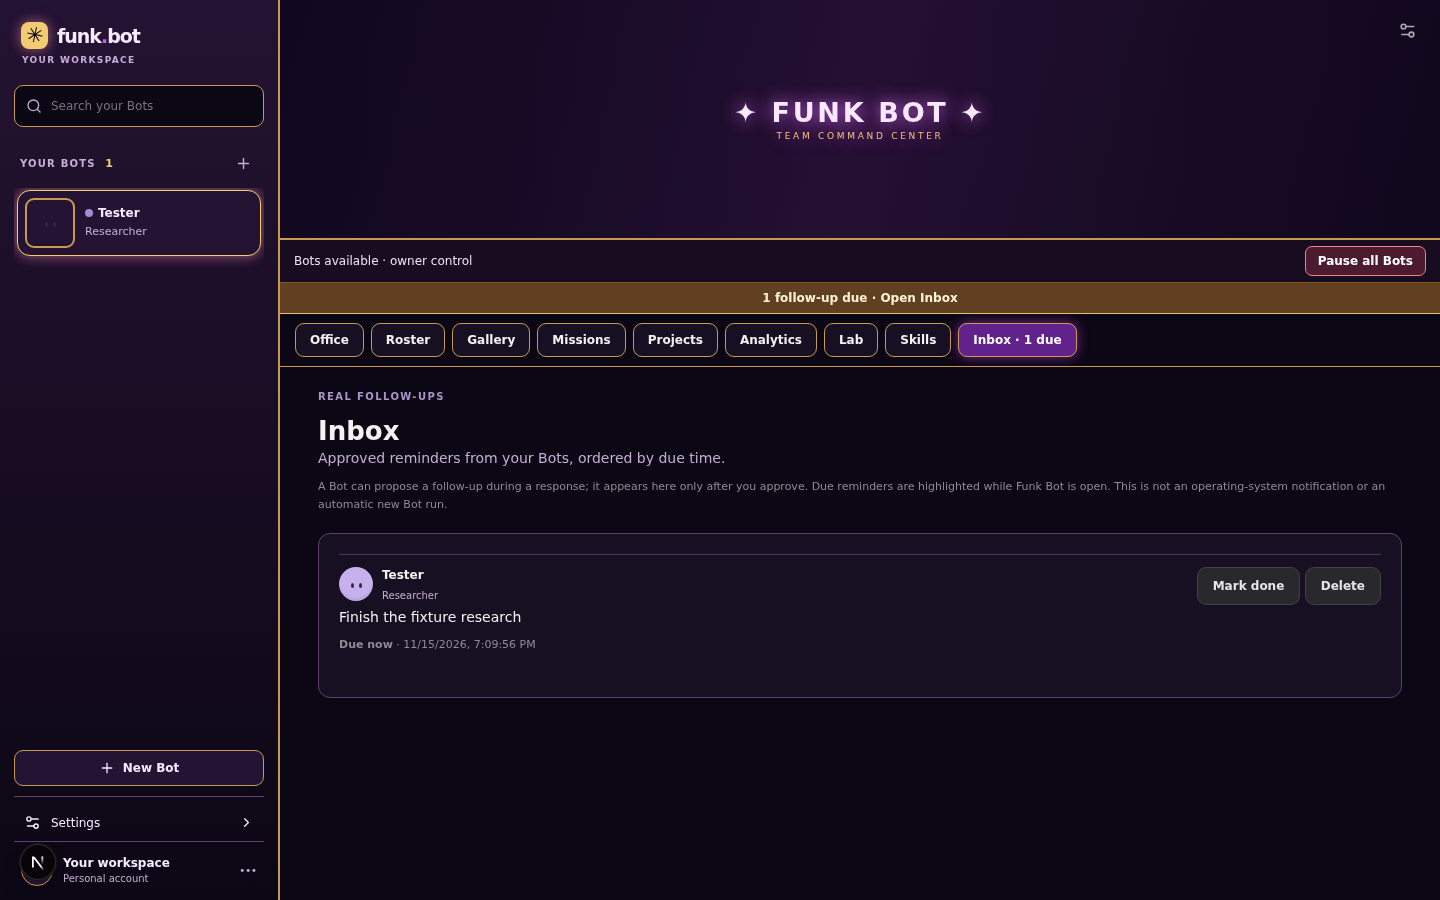 funk.bot
YOUR WORKSPACE
Search your Bots
YOUR BOTS 1
Tester
Researcher
New Bot
Settings
N
Your workspace
Personal account
✦ FUNK BOT ✦
TEAM COMMAND CENTER
Bots available · owner control
Pause all Bots
1 follow-up due · Open Inbox
Office
Roster
Gallery
Missions
Projects
Analytics
Lab
Skills
Inbox · 1 due
REAL FOLLOW-UPS
Inbox
Approved reminders from your Bots, ordered by due time.
A Bot can propose a follow-up during a response; it appears here only after you approve. Due reminders are highlighted while Funk Bot is open. This is not an operating-system notification or an
automatic new Bot run.
Tester
Researcher
Mark done
Delete
Finish the fixture research
Due now · 11/15/2026, 7:09:56 PM